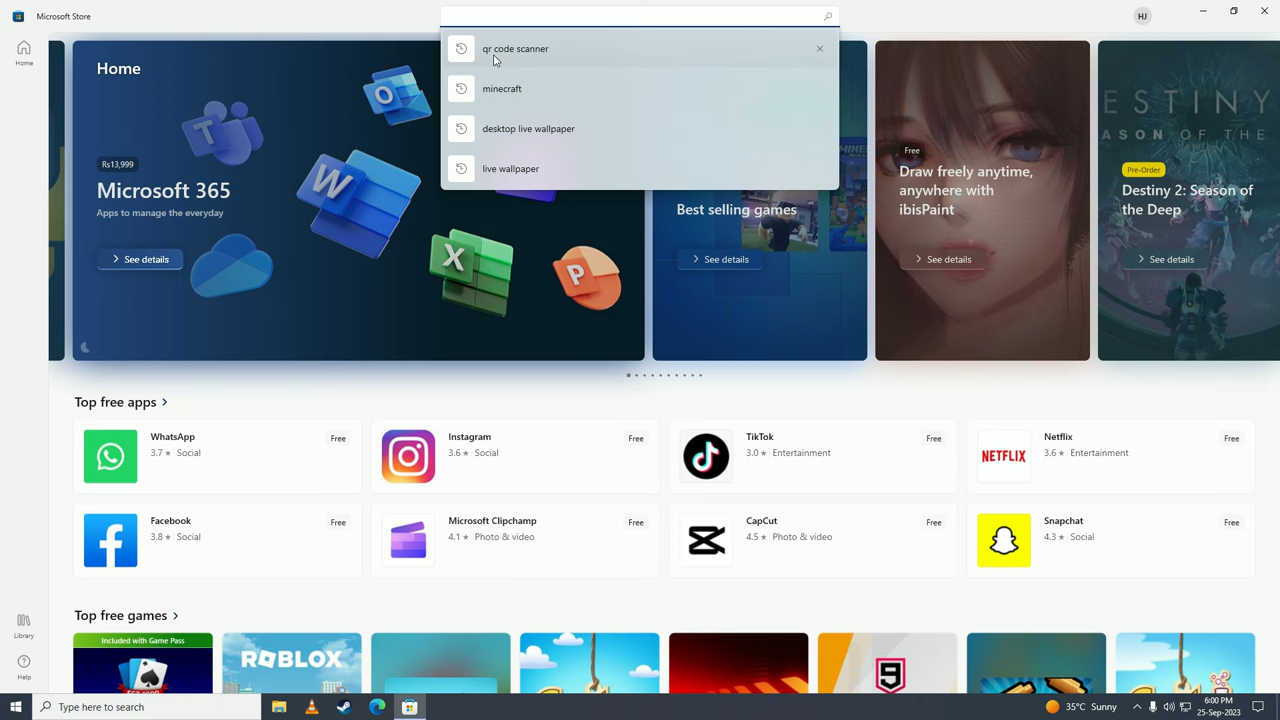 Microsoft Store
HJ
Home
qr code scanner
minecraft
desktop live wallpaper
live wallpaper
Home
Rs13,999
Microsoft 365
Apps to manage the everyday
See details
Best selling games
See details
Free
Draw freely anytime,
anywhere with
ibisPaint
See details
DESTINY
ASON OF THE
Pre-Order
Destiny 2: Season of
the Deep
See details
Top free apps
WhatsApp
Free
3.7 ★ Social
Instagram
Free
3.6 ★ Social
TikTok
Free
3.0 ★ Entertainment
Netflix
Free
3.6 ★ Entertainment
NETFLIX
Facebook
Free
3.8 ★ Social
Microsoft Clipchamp
Free
4.1 ★ Photo & video
CapCut
Free
4.5 ★ Photo & video
Snapchat
Free
4.3 ★ Social
Top free games
Included with Game Pass
ROBLOX
9
Library
Help
Type here to search
35°C Sunny
6:00 PM
25-Sep-2023